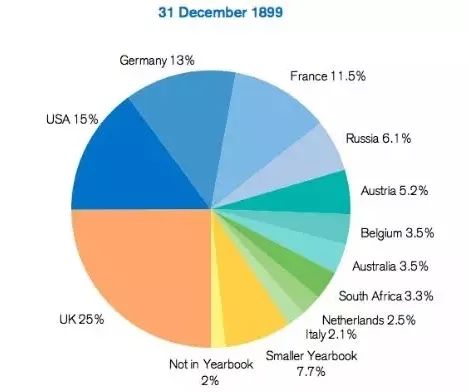 31 December 1899
Germany 13%
France 11.5%
USA 15%
Russia 6.1%
Austria 5.2%
Belgium 3.5%
Australia 3.5%
South Africa 3.3%
UK 25%
Netherlands 2.5%
Italy 2.1%
Smaller Yearbook
7.7%
Not in Yearbook
2%